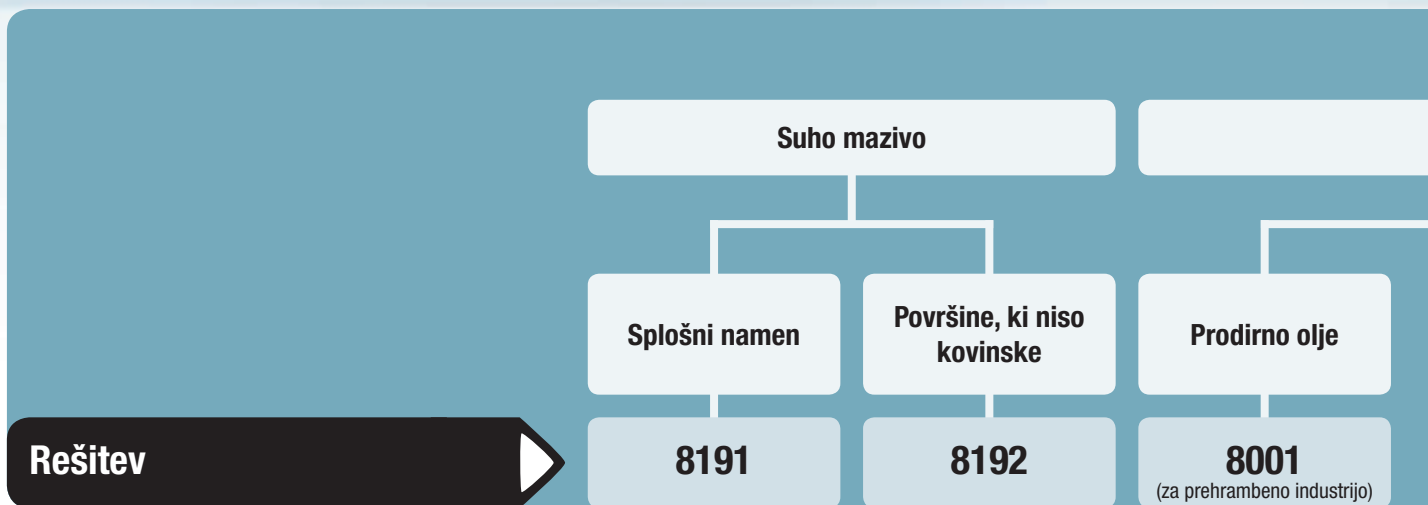 Suho mazivo
Splošni namen
Površine, ki niso
kovinske
Prodirno olje
Rešitev
8191
8192
8001
(za prehrambeno industrijo)